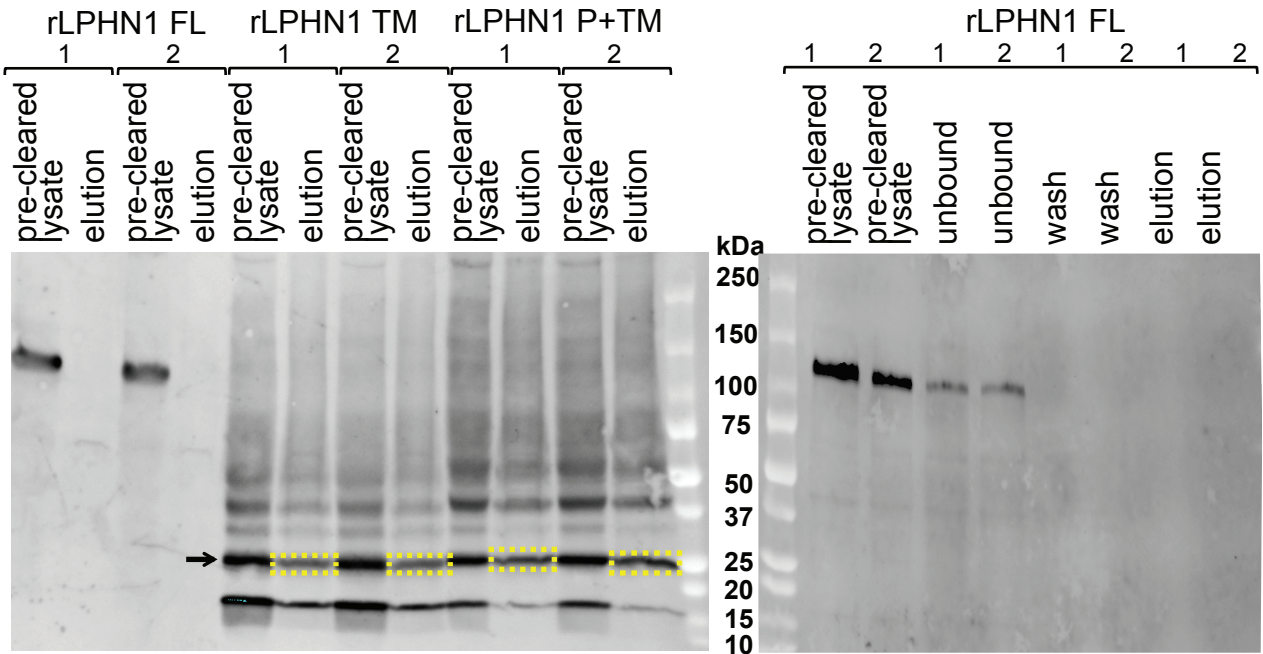 rLPHN1 FL rLPHN1 TM rLPHN1 P+TM
1 2 1 2 1 2
pre-cleared lysate
elution
pre-cleared lysate
elution
pre-cleared lysate
elution
pre-cleared lysate
elution
pre-cleared lysate
elution
pre-cleared lysate
elution
kDa
250
150
100
75
50
37
25
20
15
10
rLPHN1 FL
1 2 1 2 1 2 1 2
pre-cleared lysate
pre-cleared lysate
unbound
unbound
wash
wash
elution
elution